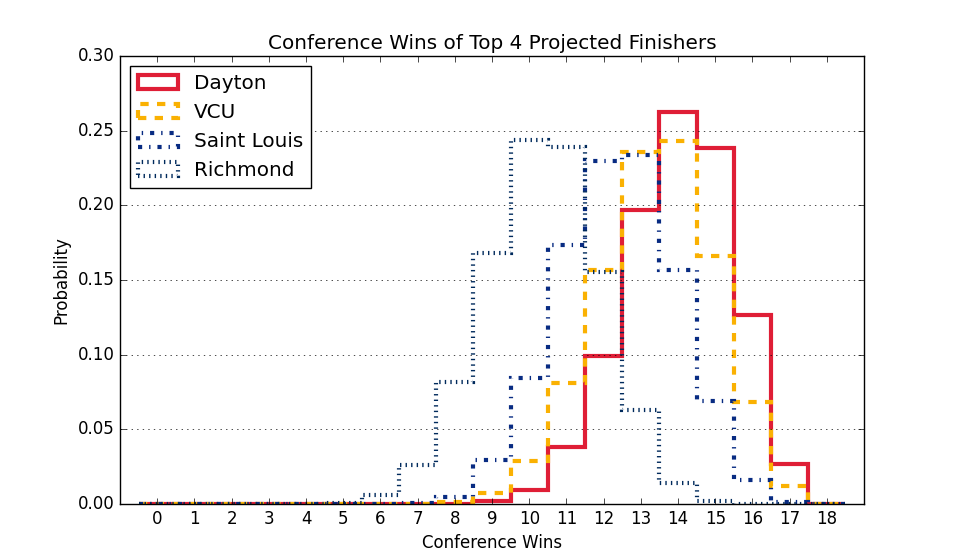 Conference Wins of Top 4 Projected Finishers
0.30
0.25
0.20
0.15
0.10
0.05
0.00
Probability
Dayton
VCU
Saint Louis
Richmond
0 1 2 3 4 5 6 7 8 9 10 11 12 13 14 15 16 17 18
Conference Wins